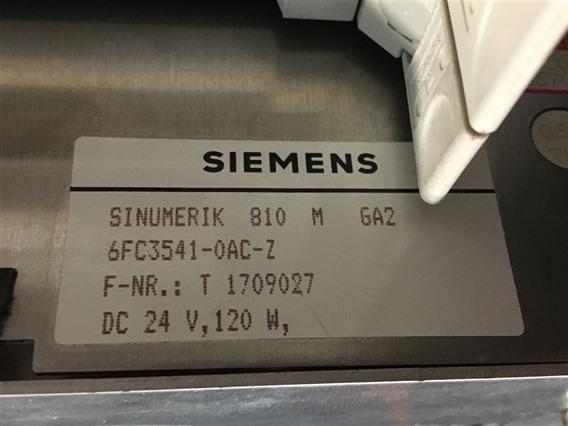 SIEMENS
SINUMERIK 810 M GA2
6FC3541-0AC-Z
F-NR.: T 1709027
DC 24 V,120 W,